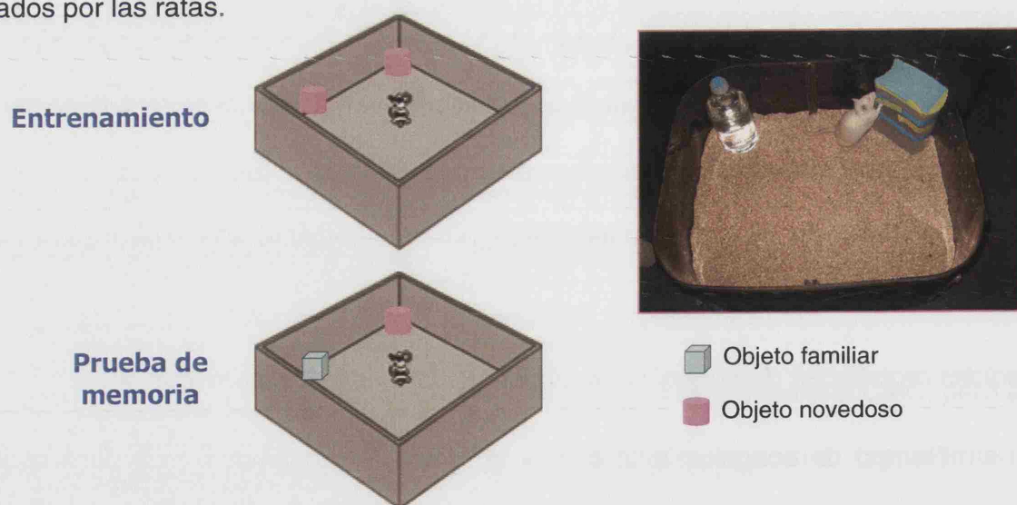 ados por las ratas.
Entrenamiento
Prueba de
memoria
Objeto familiar
Objeto novedoso